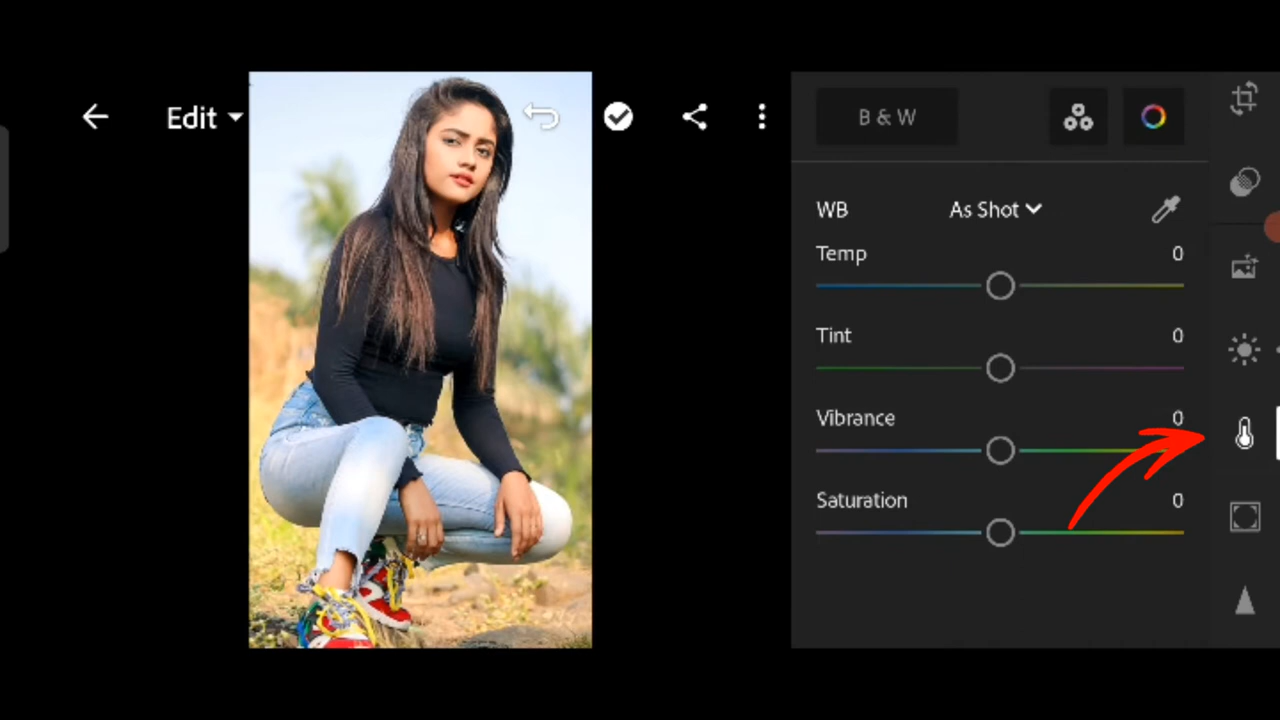 Edit
B & W
WB As Shot
Temp 0
Tint 0
Vibrance 0
Saturation 0